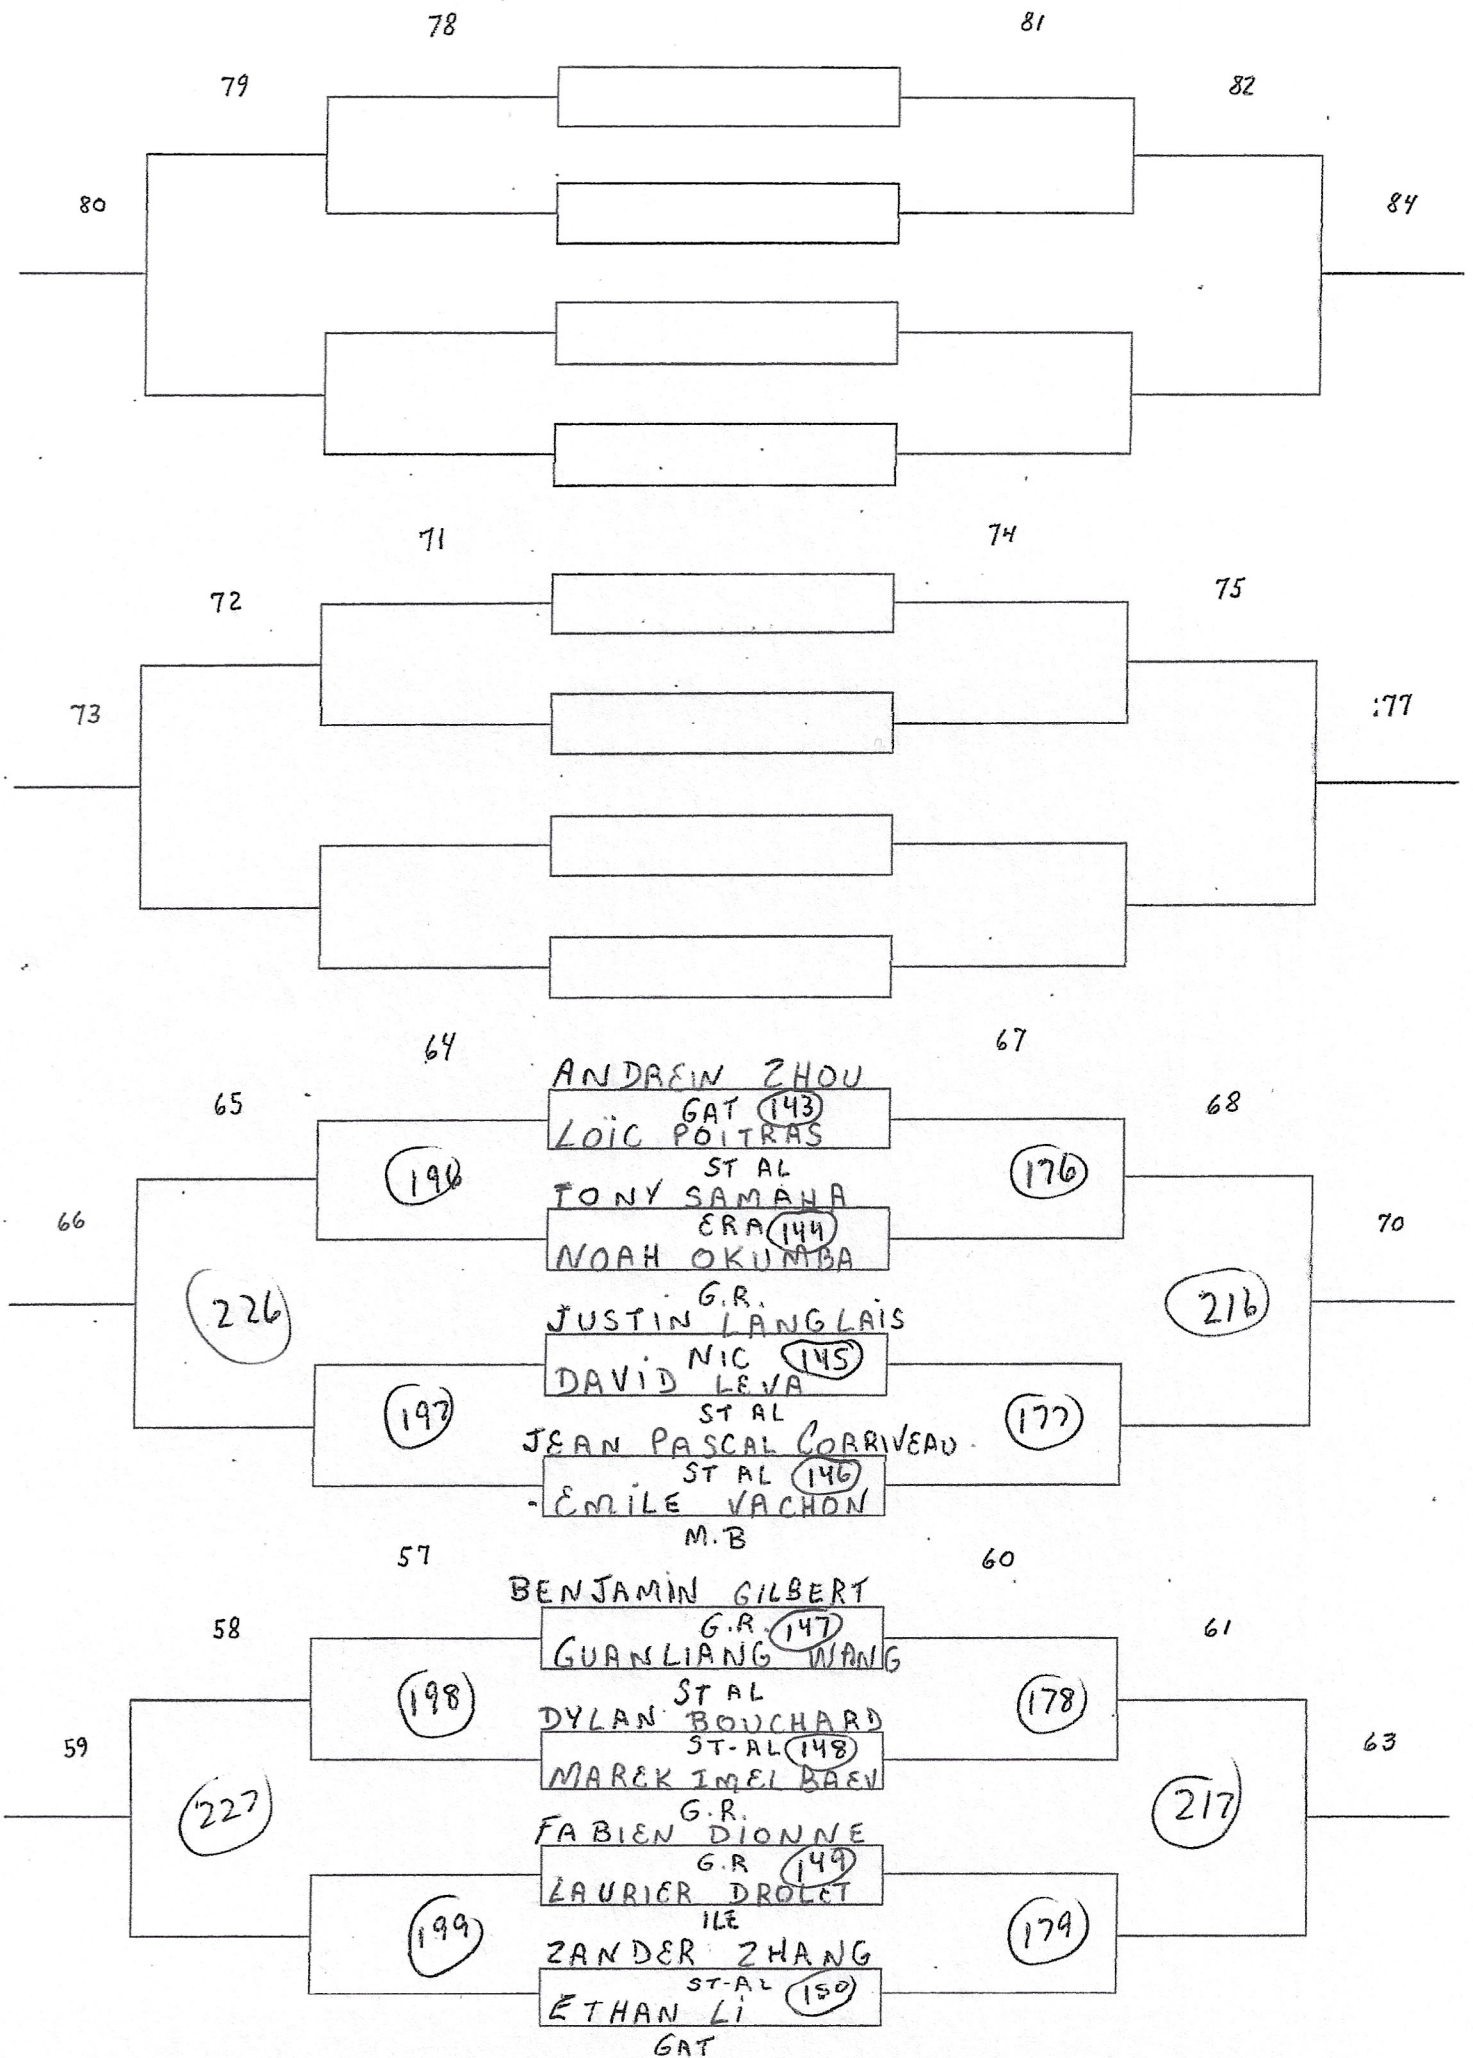 78 81
79 82
80 84
71 74
72 75
73 :77
64 67
ANDREW ZHOU
65 GAT 143 68
LOÏC POITRAS
196 ST AL 176
TONY SAMAHA
66 ERA 144 70
NOAH OKUMBA
226 G.R. 216
JUSTIN LANGLAIS
NIC 145
DAVID LEVA
197 ST AL 177
JEAN PASCAL CORRIVEAU
ST AL 146
EMILE VACHON
M.B
57 60
BENJAMIN GILBERT
58 G.R. 147 61
GUANLIANG WANG
198 ST AL 178
DYLAN BOUCHARD
59 ST-AL 148 63
MAREK IMEL BAEV
227 G.R. 217
FABIEN DIONNE
G.R 149
LAURIER DROLET
199 ILE 179
ZANDER ZHANG
ST-AL 150
ETHAN Li
GAT